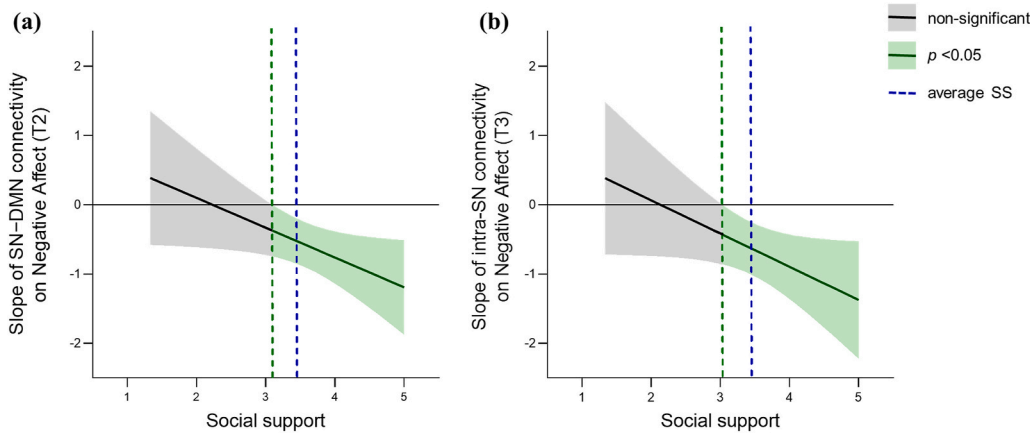 (a)
Slope of SN−DMN connectivity
on Negative Affect (T2)
2
1
0
-1
-2
1 2 3 4 5
Social support
(b)
Slope of intra-SN connectivity
on Negative Affect (T3)
2
1
0
-1
-2
1 2 3 4 5
Social support
non-significant
p <0.05
average SS